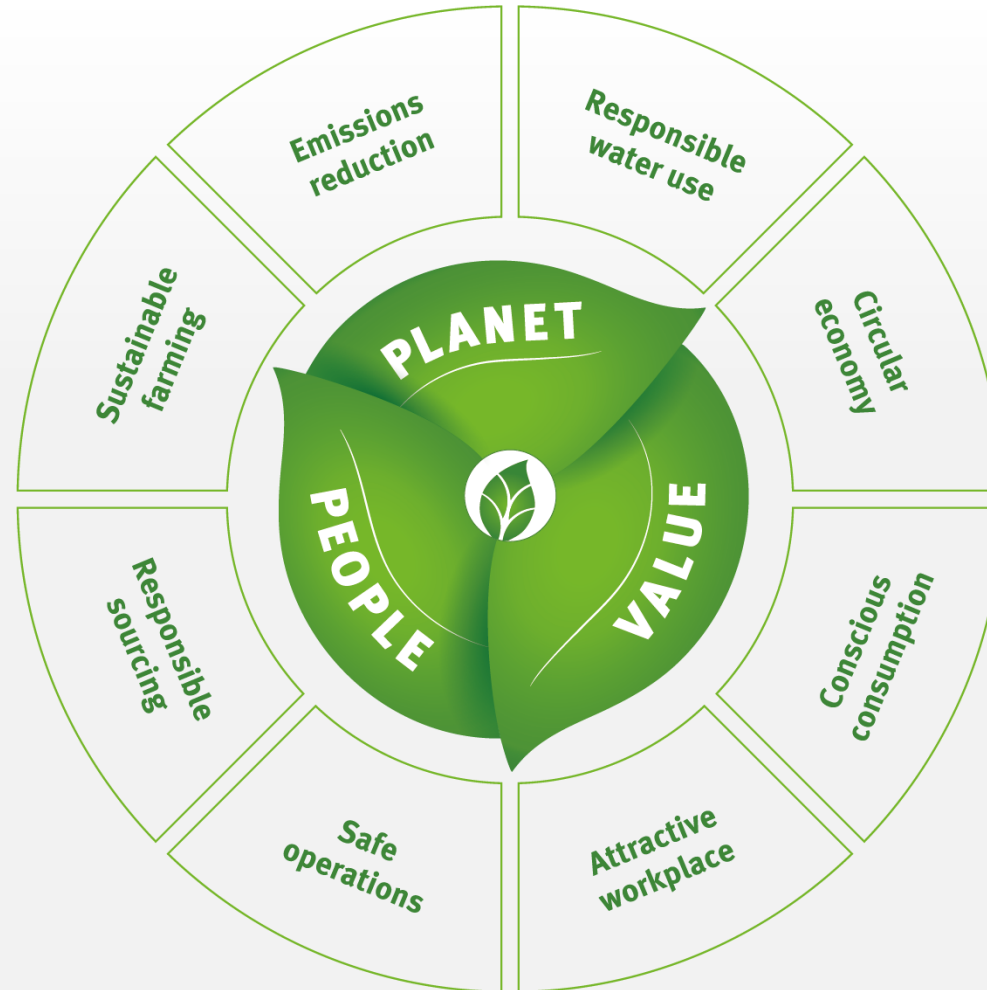 Emissions
reduction
Responsible
water use
Circular
economy
Conscious
consumption
Attractive
workplace
Safe
operations
Responsible
sourcing
Sustainable
farming
PLANET
VALUE
PEOPLE